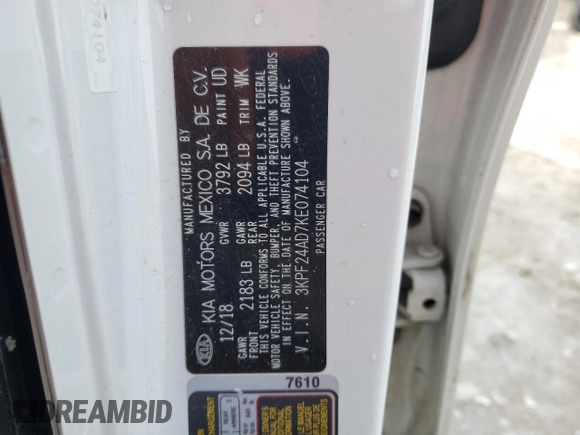 MANUFACTURED BY
KIA KIA MOTORS MEXICO S.A. DE C.V.
12/18 GVWR 3792 LB PAINT UD
GAWR FRONT 2183 LB GAWR REAR 2094 LB TRIM WK
THIS VEHICLE CONFORMS TO ALL APPLICABLE U.S.A. FEDERAL
MOTOR VEHICLE SAFETY, BUMPER, AND THEFT PREVENTION STANDARDS
IN EFFECT ON THE DATE OF MANUFACTURE SHOWN ABOVE.
V.I.N. 3KPF24AD7KE074104
PASSENGER CAR
7610
074104
REAR
DREAMBID